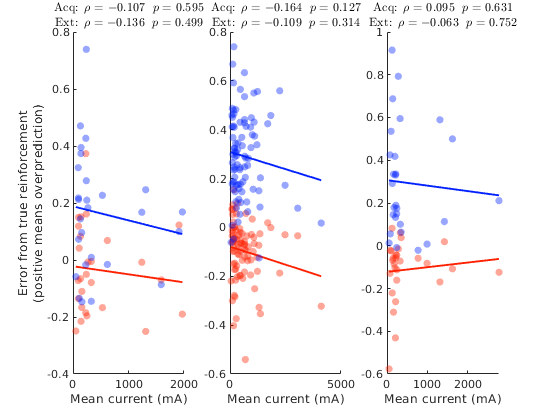 Acq: ρ = −0.107 p = 0.595 Acq: ρ = −0.164 p = 0.127 Acq: ρ = 0.095 p = 0.631
Ext: ρ = −0.136 p = 0.499 Ext: ρ = −0.109 p = 0.314 Ext: ρ = −0.063 p = 0.752
Error from true reinforcement
(positive means overprediction)
0.8
0.6
0.4
0.2
0
-0.2
-0.4
0 1000 2000
Mean current (mA)
0.8
0.6
0.4
0.2
0
-0.2
-0.4
-0.6
0 5000
Mean current (mA)
1
0.8
0.6
0.4
0.2
0
-0.2
-0.4
-0.6
0 1000 2000
Mean current (mA)